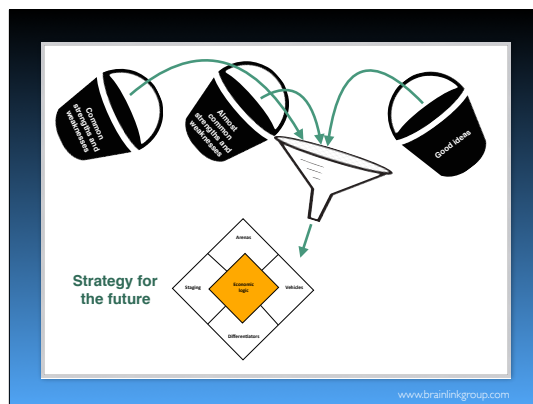 Common
strengths and
weaknesses
Almost
common
strengths and
weaknesses
Good ideas
Strategy for
the future
Arenas
Staging
Economic
logic
Vehicles
Differentiators
www.brainlinkgroup.com